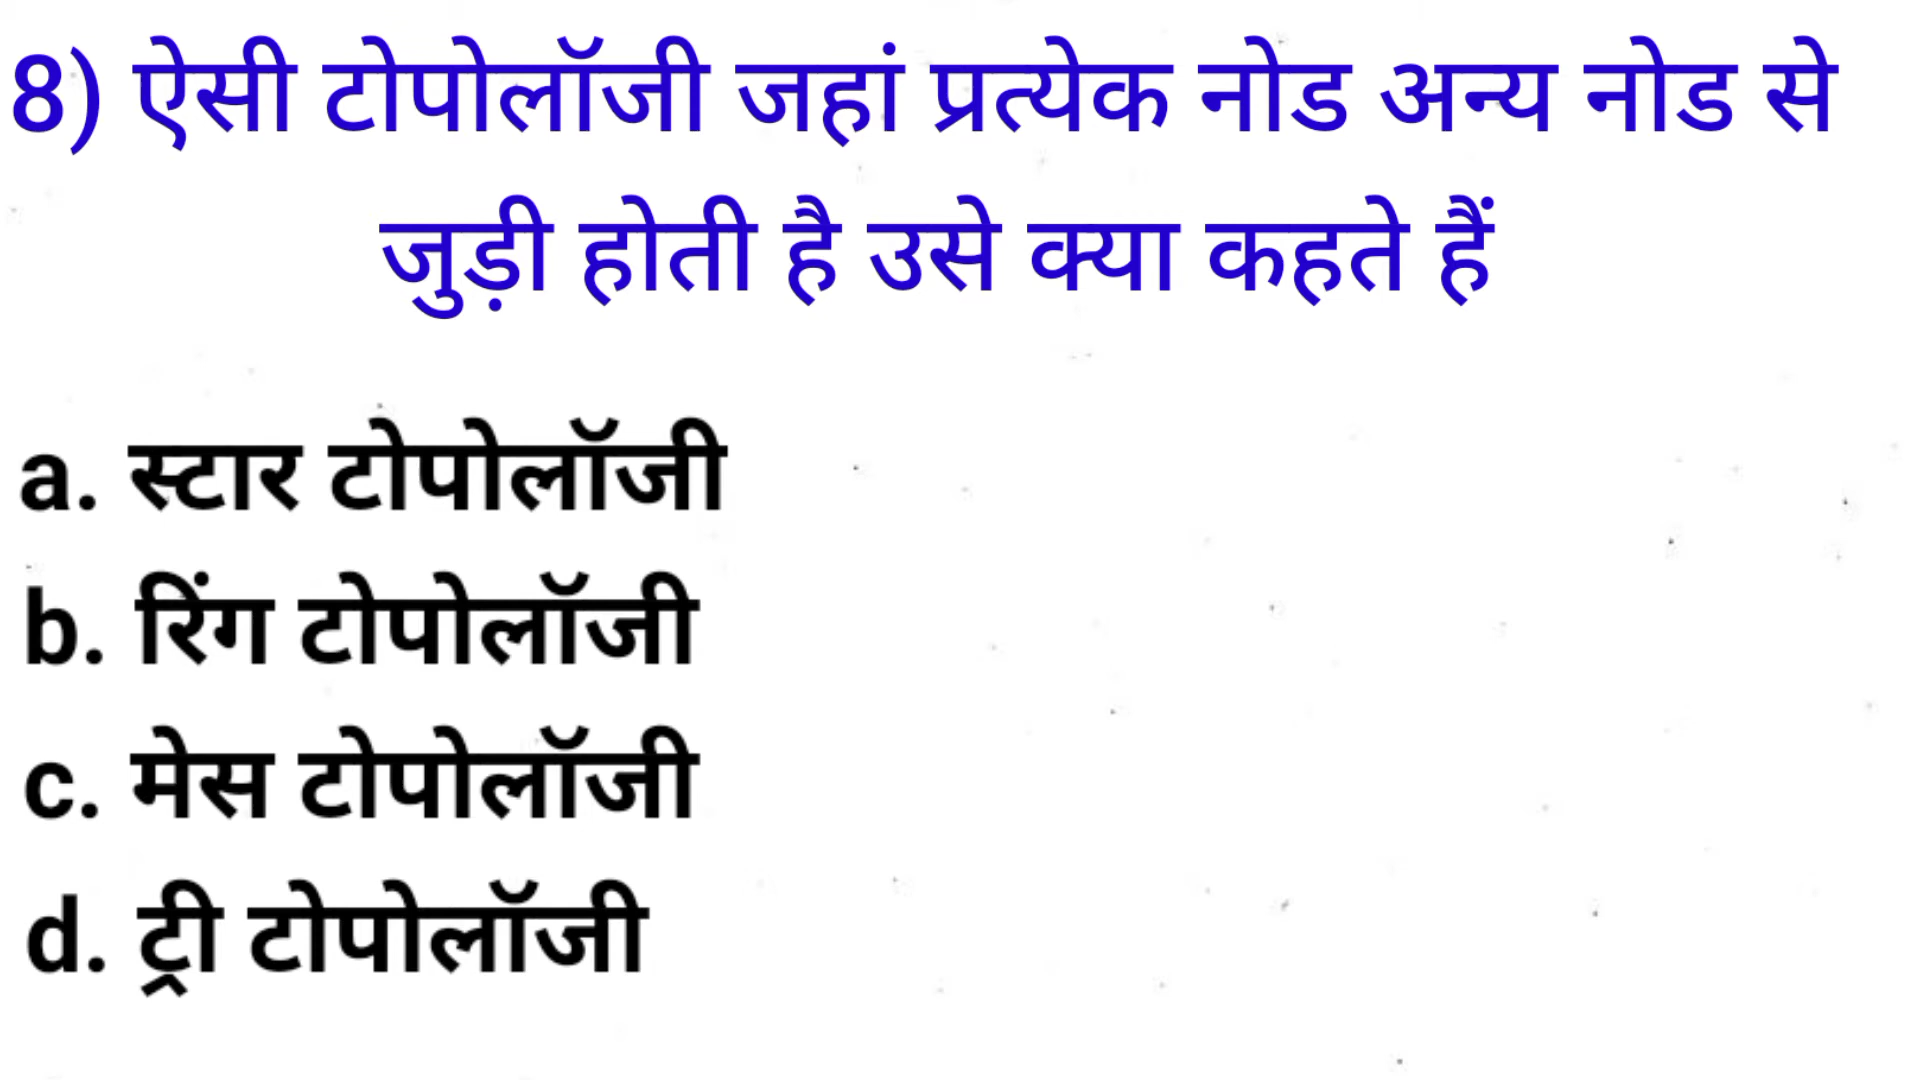 8) ऐसी टोपोलॉजी जहां प्रत्येक नोड अन्य नोड से
जुड़ी होती है उसे क्या कहते हैं
a. स्टार टोपोलॉजी
b. रिंग टोपोलॉजी
c. मेस टोपोलॉजी
d. ट्री टोपोलॉजी